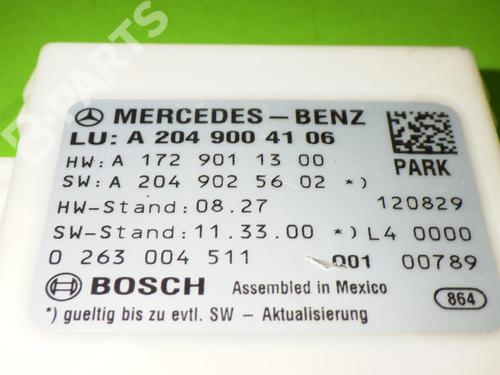 B-PARTS
MERCEDES-BENZ
LU: A 204 900 41 06
HW: A 172 901 13 00
PARK
SW: A 204 902 56 02 *)
HW-Stand: 08.27 120829
SW-Stand: 11.33.00 *) L4 0000
0 263 004 511 001 00789
BOSCH Assembled in Mexico 864
*) gueltig bis zu evtl. SW - Aktualisierung